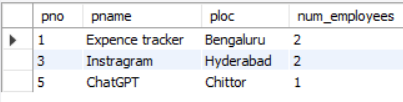 pno pname ploc num_employees
1 Expence tracker Bengaluru 2
3 Instragram Hyderabad 2
5 ChatGPT Chittor 1